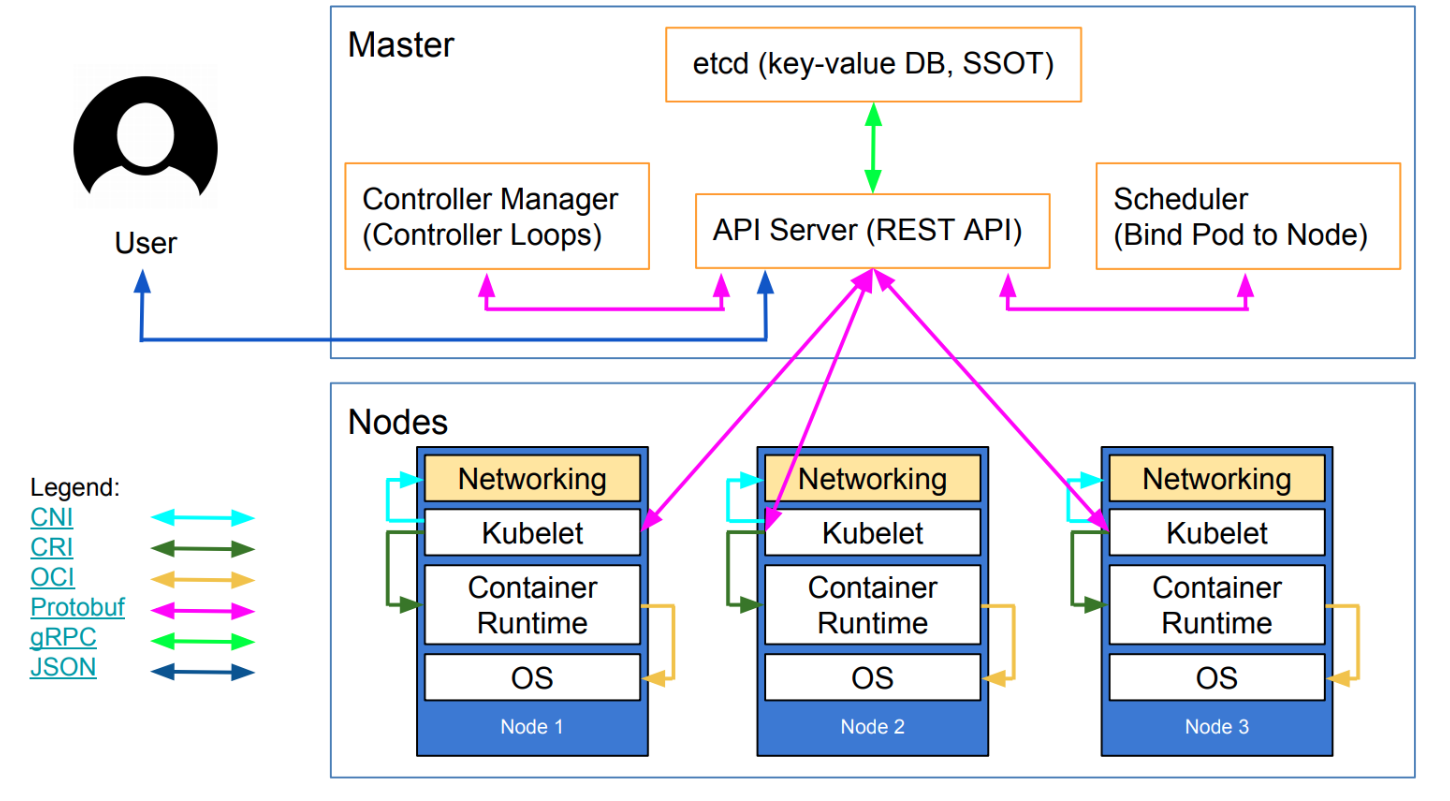 Master
etcd (key-value DB, SSOT)
Controller Manager
(Controller Loops)
API Server (REST API)
Scheduler
(Bind Pod to Node)
User
Nodes
Networking
Kubelet
Container
Runtime
OS
Node 1
Networking
Kubelet
Container
Runtime
OS
Node 2
Networking
Kubelet
Container
Runtime
OS
Node 3
Legend:
CNI
CRI
OCI
Protobuf
gRPC
JSON